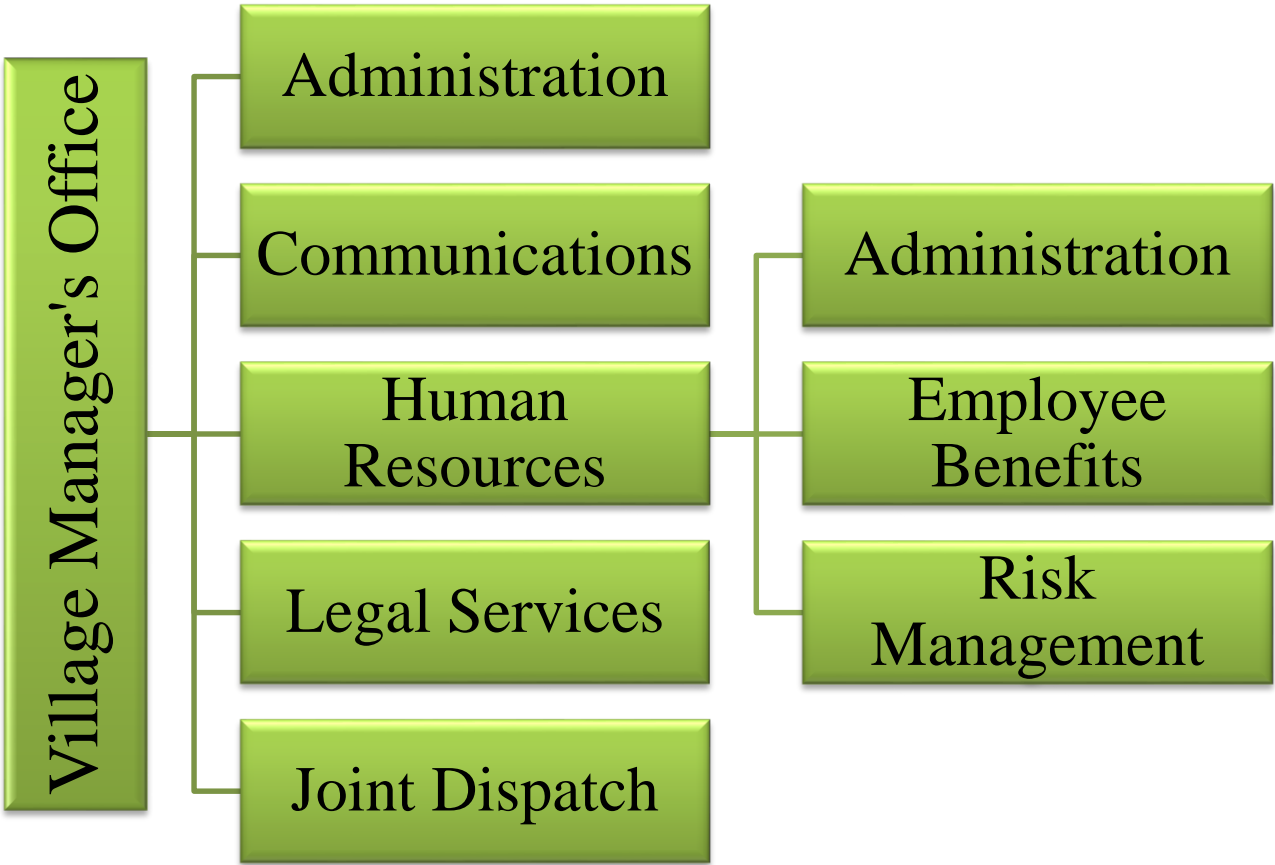 Village Manager's Office
Administration
Communications
Human
Resources
Legal Services
Joint Dispatch
Administration
Employee
Benefits
Risk
Management